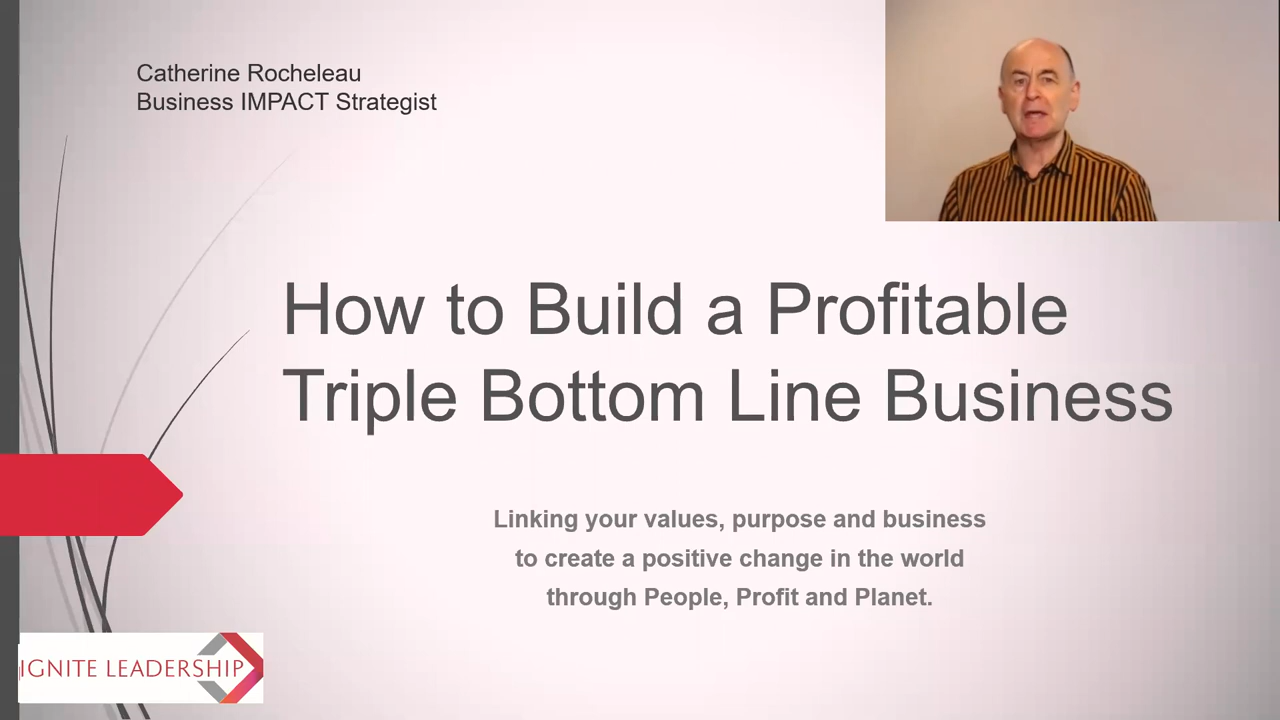 Catherine Rocheleau
Business IMPACT Strategist
How to Build a Profitable
Triple Bottom Line Business
Linking your values, purpose and business
to create a positive change in the world
through People, Profit and Planet.
IGNITE LEADERSHIP